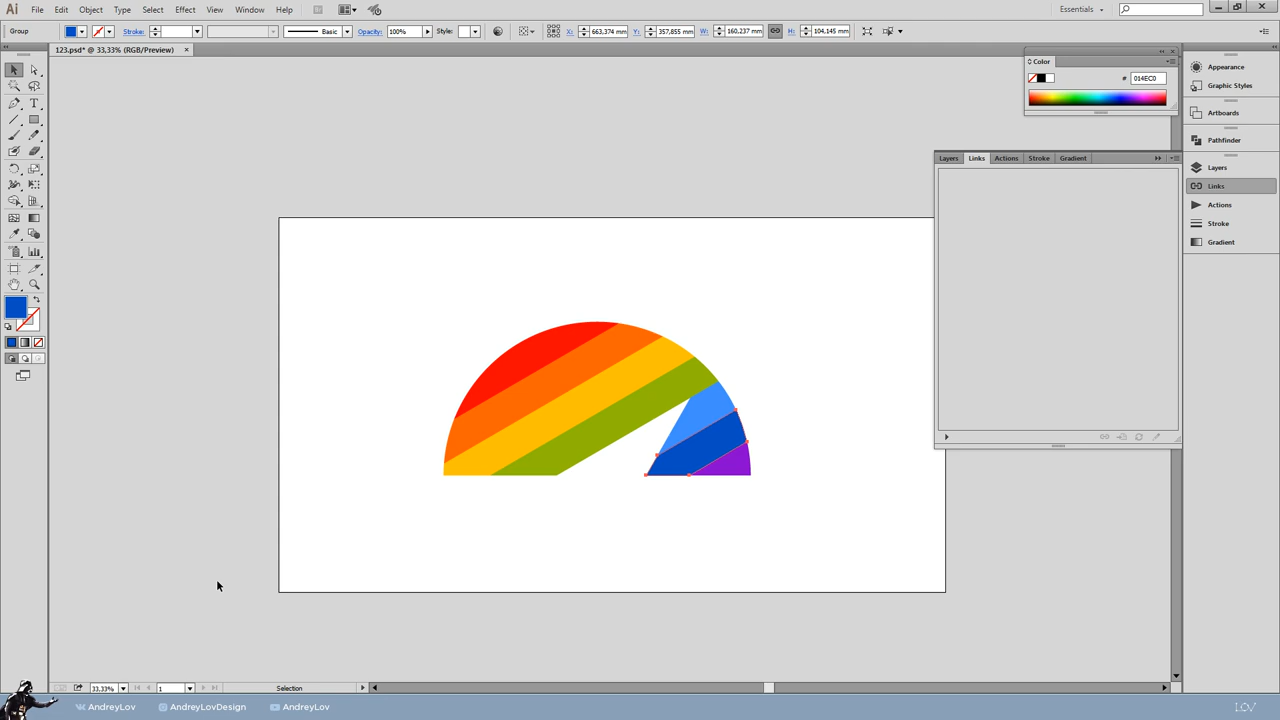 Ai File Edit Object Type Select Effect View Window Help Br Essentials
Group Stroke: Basic Opacity: 100% Style: X: 663,374 mm Y: 357,855 mm W: 160,237 mm H: 104,145 mm
123.psd* @ 33,33% (RGB/Preview) ×
Color
# 014EC0
Appearance
Graphic Styles
Artboards
Pathfinder
Layers
Links
Actions
Stroke
Gradient
Layers Links Actions Stroke Gradient
33,33% 1 Selection
AndreyLov AndreyLovDesign AndreyLov LOV